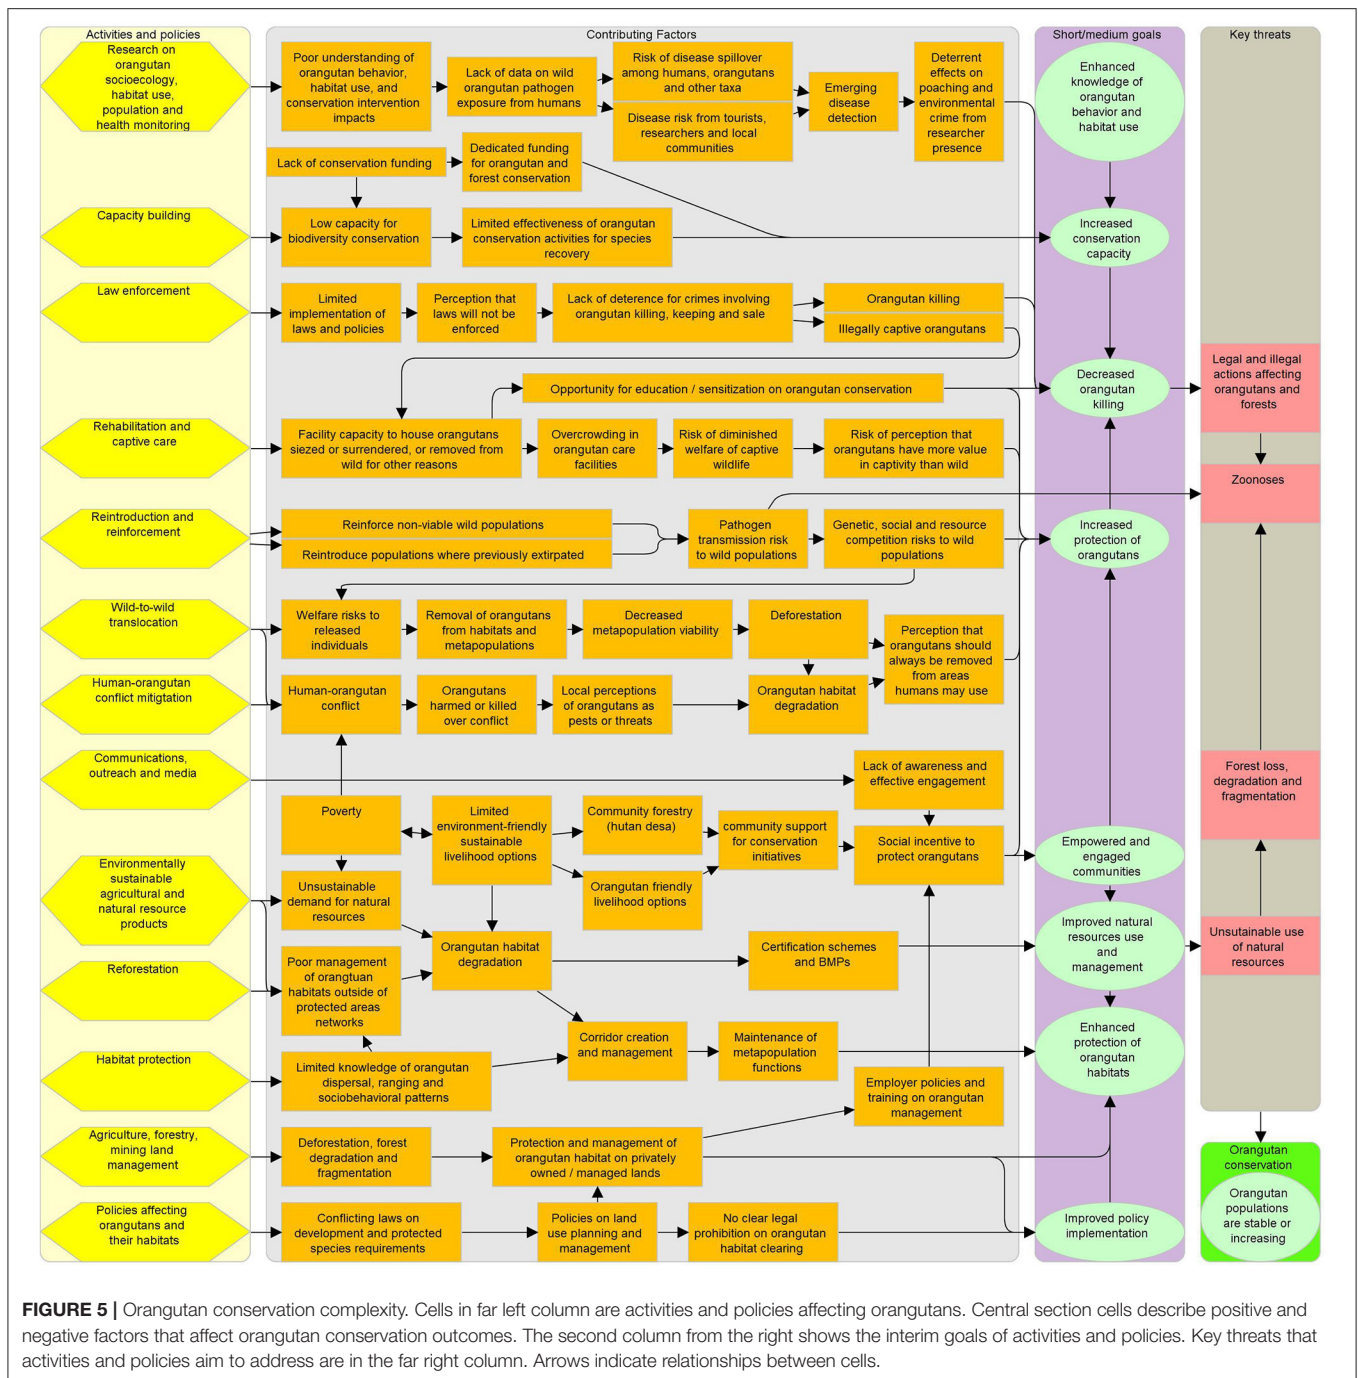 Activities and policies
Research on
orangutan
socioecology,
habitat use,
population and
health monitoring
Capacity building
Law enforcement
Rehabilitation and
captive care
Reintroduction and
reinforcement
Wild-to-wild
translocation
Human-orangutan
conflict mitigtation
Communications,
outreach and media
Environmentally
sustainable
agricultural and
natural resource
products
Reforestation
Habitat protection
Agriculture, forestry,
mining land
management
Policies affecting
orangutans and
their habitats
Contributing Factors
Poor understanding of
orangutan behavior,
habitat use, and
conservation intervention
impacts
Lack of data on wild
orangutan pathogen
exposure from humans
Risk of disease spillover
among humans, orangutans
and other taxa
Disease risk from tourists,
researchers and local
communities
Emerging
disease
detection
Deterrent
effects on
poaching and
environmental
crime from
researcher
presence
Lack of conservation funding
Dedicated funding
for orangutan and
forest conservation
Low capacity for
biodiversity conservation
Limited effectiveness of orangutan
conservation activities for species
recovery
Limited
implementation of
laws and policies
Perception that
laws will not be
enforced
Lack of deterence for crimes involving
orangutan killing, keeping and sale
Orangutan killing
Illegally captive orangutans
Opportunity for education / sensitization on orangutan conservation
Facility capacity to house orangutans
siezed or surrendered, or removed from
wild for other reasons
Overcrowding in
orangutan care
facilities
Risk of diminished
welfare of captive
wildlife
Risk of perception that
orangutans have more value
in captivity than wild
Reinforce non-viable wild populations
Reintroduce populations where previously extirpated
Pathogen
transmission risk
to wild populations
Genetic, social and resource
competition risks to wild
populations
Welfare risks to
released
individuals
Removal of orangutans
from habitats and
metapopulations
Decreased
metapopulation viability
Deforestation
Perception that
orangutans should
always be removed
from areas
humans may use
Human-orangutan
conflict
Orangutans
harmed or killed
over conflict
Local perceptions
of orangutans as
pests or threats
Orangutan habitat
degradation
Lack of awareness and
effective engagement
Poverty
Limited
environment-friendly
sustainable
livelihood options
Community forestry
(hutan desa)
community support
for conservation
initiatives
Social incentive to
protect orangutans
Orangutan friendly
livelihood options
Unsustainable
demand for natural
resources
Orangutan habitat
degradation
Certification schemes
and BMPs
Poor management
of orangtuan
habitats outside of
protected areas
networks
Corridor creation
and management
Maintenance of
metapopulation
functions
Limited knowledge of orangutan
dispersal, ranging and
sociobehavioral patterns
Employer policies and
training on orangutan
management
Deforestation, forest
degradation and
fragmentation
Protection and management of
orangutan habitat on privately
owned / managed lands
Conflicting laws on
development and protected
species requirements
Policies on land
use planning and
management
No clear legal
prohibition on orangutan
habitat clearing
Short/medium goals
Enhanced
knowledge of
orangutan
behavior and
habitat use
Increased
conservation
capacity
Decreased
orangutan
killing
Increased
protection of
orangutans
Empowered and
engaged
communities
Improved natural
resources use
and
management
Enhanced
protection of
orangutan
habitats
Improved policy
implementation
Key threats
Legal and illegal
actions affecting
orangutans and
forests
Zoonoses
Forest loss,
degradation and
fragmentation
Unsutainable use
of natural
resources
Orangutan
conservation
Orangutan
populations
are stable or
increasing
FIGURE 5 | Orangutan conservation complexity. Cells in far left column are activities and policies affecting orangutans. Central section cells describe positive and
negative factors that affect orangutan conservation outcomes. The second column from the right shows the interim goals of activities and policies. Key threats that
activities and policies aim to address are in the far right column. Arrows indicate relationships between cells.